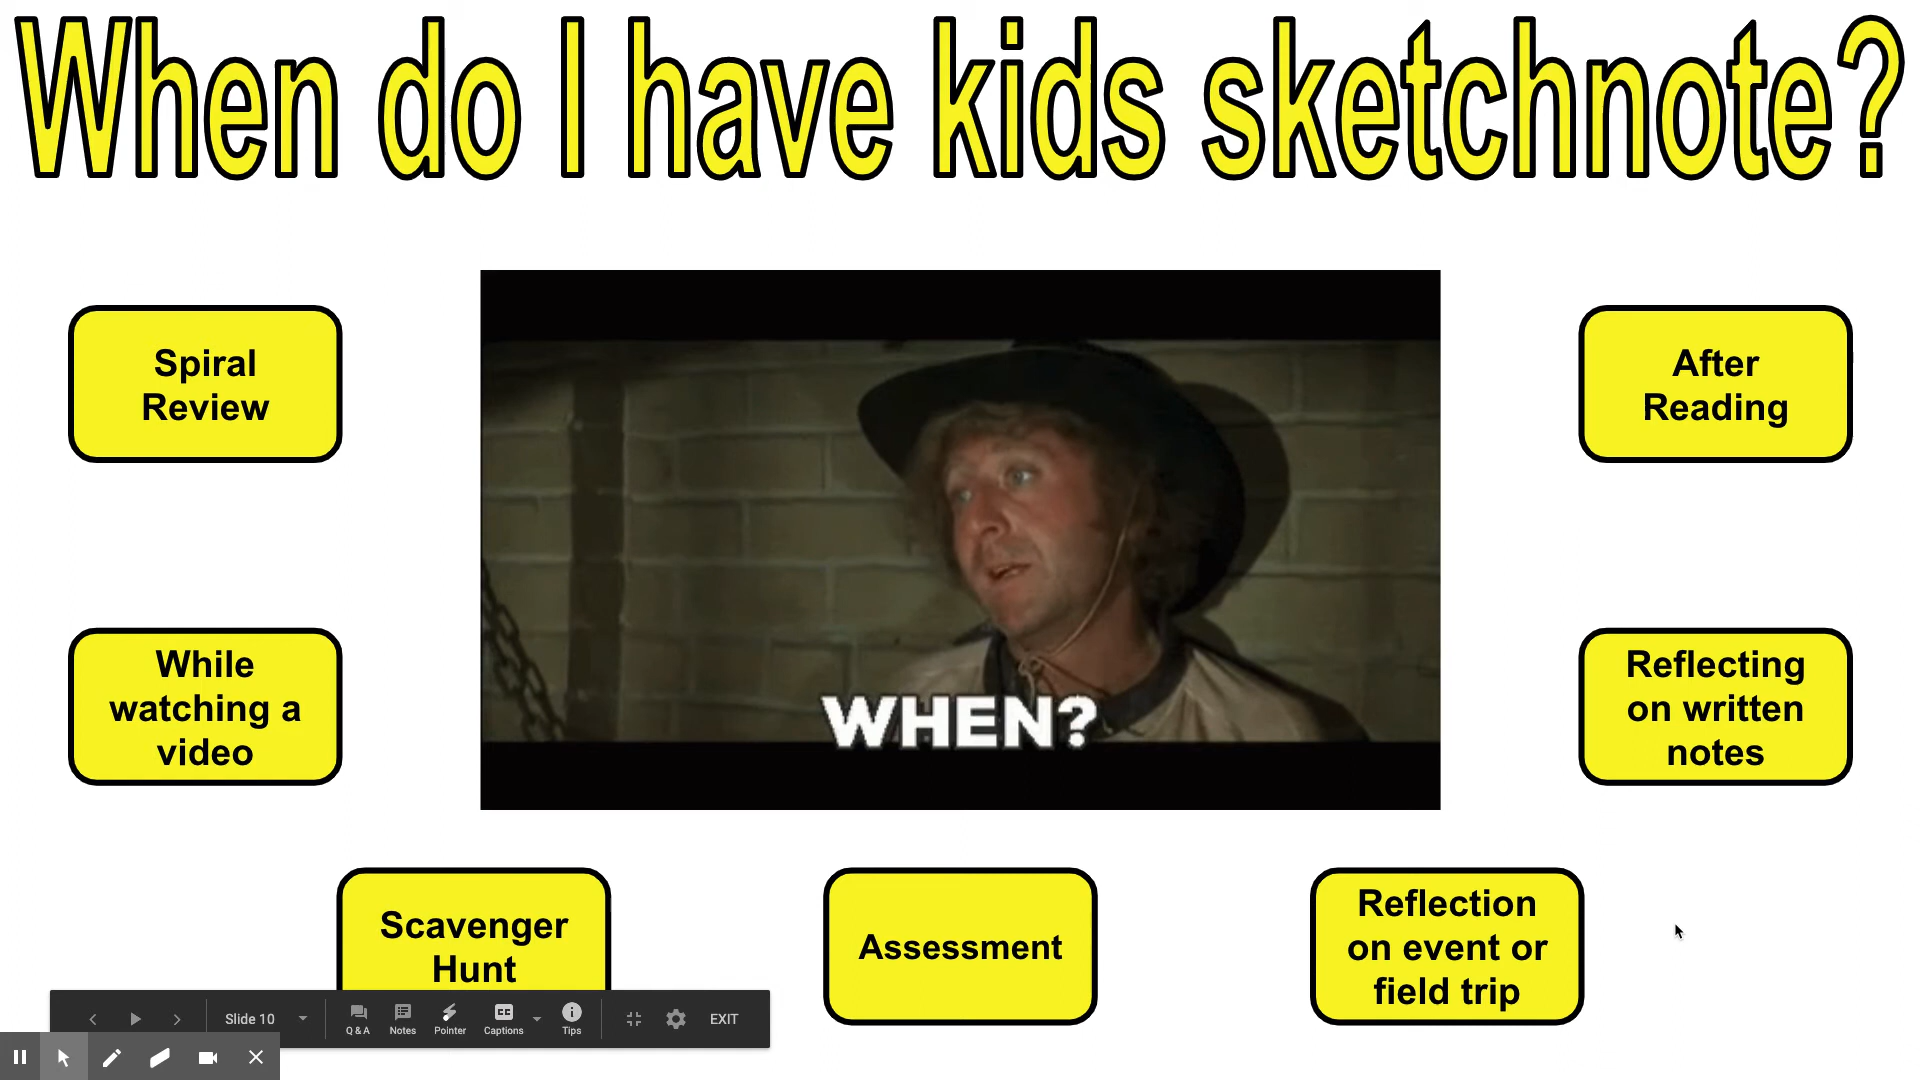 When do I have kids sketchnote?
Spiral
Review
After
Reading
While
watching a
video
WHEN?
Reflecting
on written
notes
Scavenger
Hunt
Assessment
Reflection
on event or
field trip
Slide 10
Q & A
Notes
Pointer
CC
Captions
Tips
EXIT